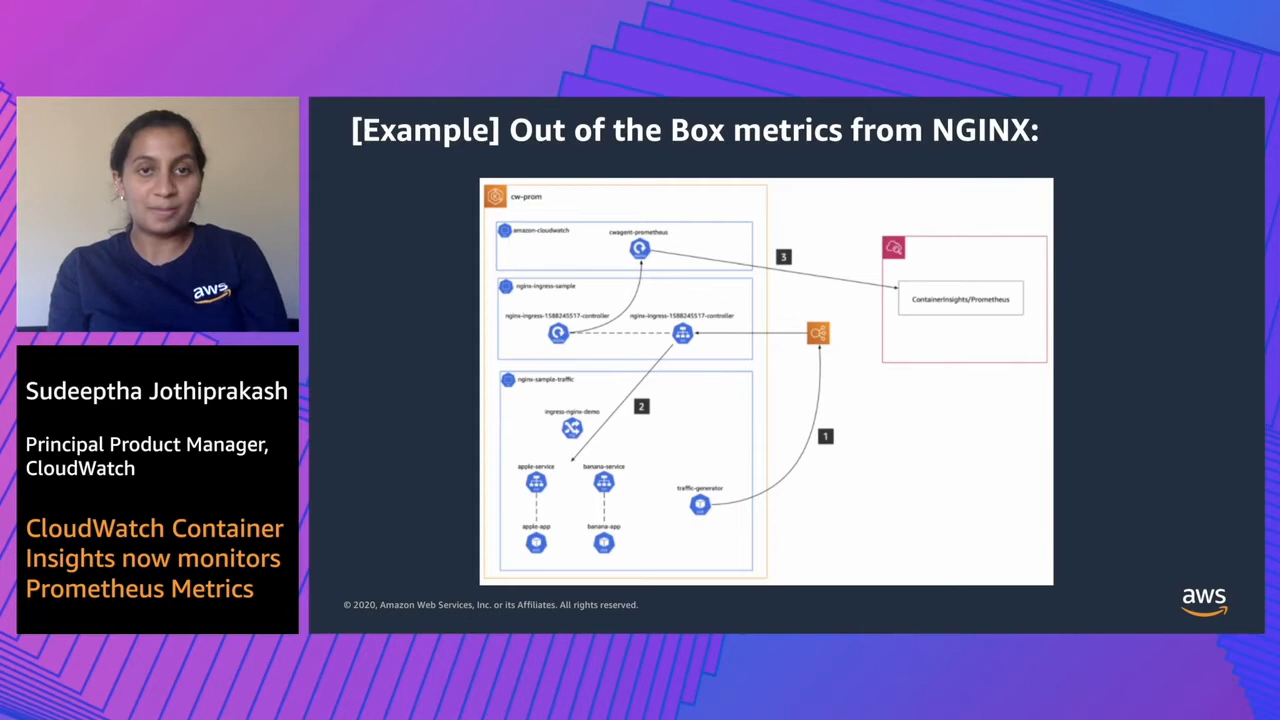 [Example] Out of the Box metrics from NGINX:
cw-prom
amazon-cloudwatch
cwagent-prometheus
3
nginx-ingress-sample
ContainerInsights/Prometheus
nginx-ingress-1588245517-controller
nginx-ingress-1588245517-controller
nginx-sample-traffic
2
ingress-nginx-demo
1
apple-service
banana-service
traffic-generator
apple-app
banana-app
aws
Sudeeptha Jothiprakash
Principal Product Manager,
CloudWatch
CloudWatch Container
Insights now monitors
Prometheus Metrics
© 2020, Amazon Web Services, Inc. or its Affiliates. All rights reserved.
aws